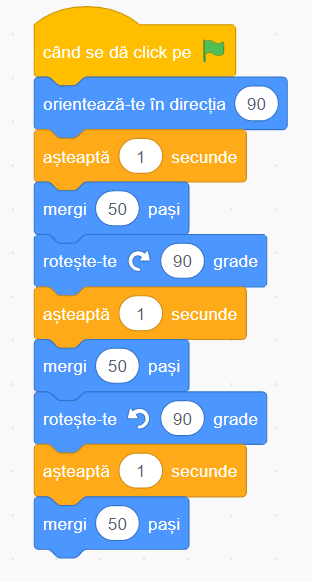 când se dă click pe
orientează-te în direcția 90
așteaptă 1 secunde
mergi 50 pași
rotește-te 90 grade
așteaptă 1 secunde
mergi 50 pași
rotește-te 90 grade
așteaptă 1 secunde
mergi 50 pași